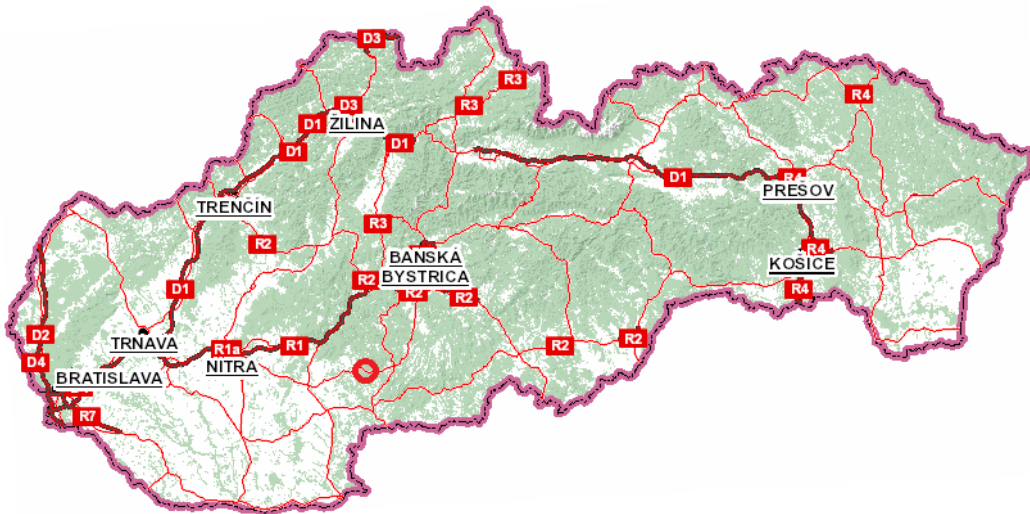 D3
R3
D3
R3
R4
D1
ŽILINA
D1
D1
D1
R4
PREŠOV
TRENČÍN
R3
R2
BANSKÁ
BYSTRICA
R4
KOŠICE
R2
D1
R2
R2
R4
D2
TRNAVA
R1a
R1
R2
R2
D4
NITRA
BRATISLAVA
R7